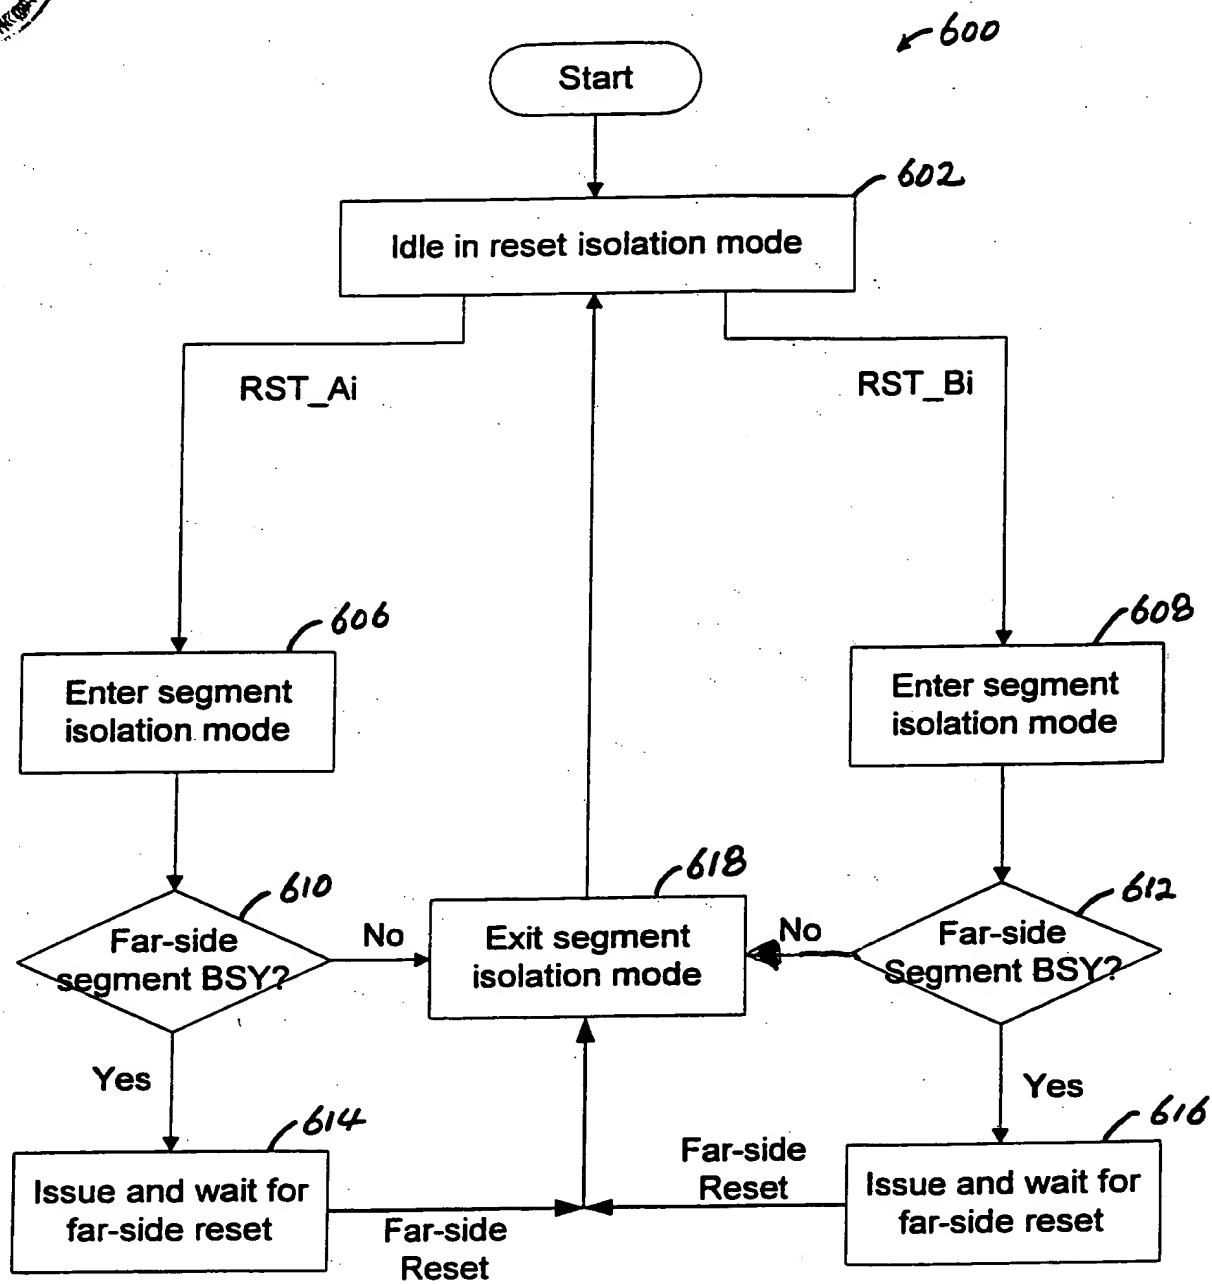 600
Start
602
Idle in reset isolation mode
RST_Ai
RST_Bi
606
608
Enter segment
isolation mode
Enter segment
isolation mode
610
618
612
Far-side
segment BSY?
No
Exit segment
isolation mode
No
Far-side
Segment BSY?
Yes
Yes
614
616
Issue and wait for
far-side reset
Far-side
Reset
Far-side
Reset
Issue and wait for
far-side reset